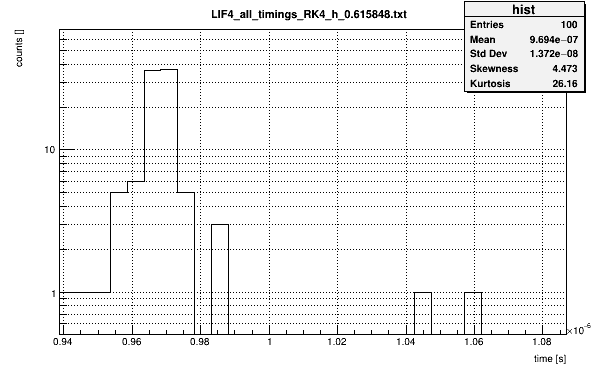 LIF4_all_timings_RK4_h_0.615848.txt
hist
Entries 100
Mean 9.694e−07
Std Dev 1.372e−08
Skewness 4.473
Kurtosis 26.16
counts []
10
1
0.94 0.96 0.98 1 1.02 1.04 1.06 1.08
×10⁻⁶
time [s]